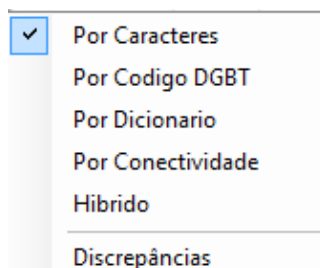 Por Caracteres
Por Codigo DGBT
Por Dicionario
Por Conectividade
Hibrido
Discrepâncias